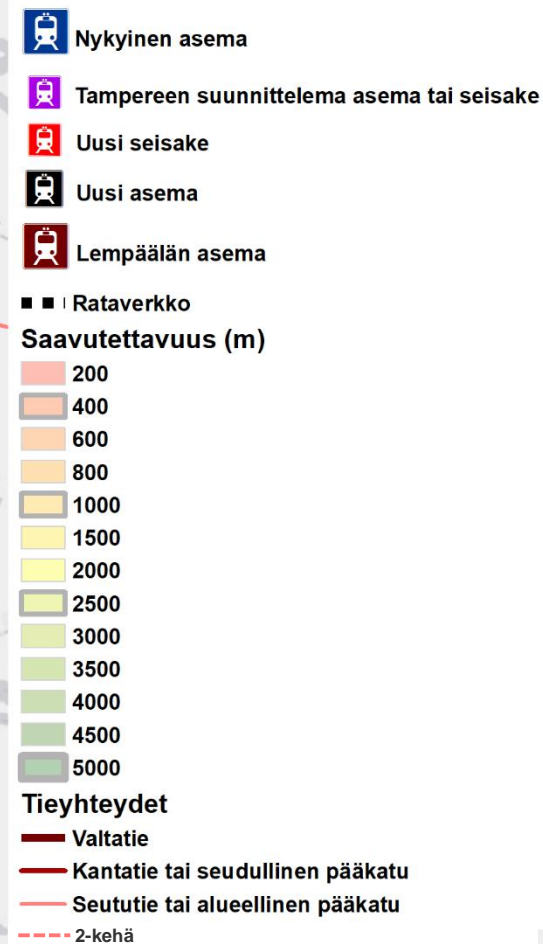 Nykyinen asema
Tampereen suunnittelema asema tai seisake
Uusi seisake
Uusi asema
Lempäälän asema
Rataverkko
Saavutettavuus (m)
200
400
600
800
1000
1500
2000
2500
3000
3500
4000
4500
5000
Tieyhteydet
Valtatie
Kantatie tai seudullinen pääkatu
Seututie tai alueellinen pääkatu
2-kehä